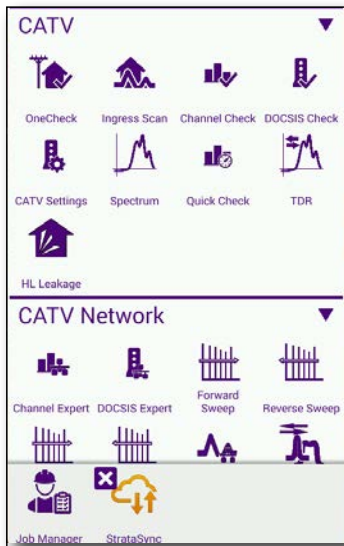 CATV
OneCheck Ingress Scan Channel Check DOCSIS Check
CATV Settings Spectrum Quick Check TDR
HL Leakage
CATV Network
Channel Expert DOCSIS Expert Forward Sweep Reverse Sweep
Job Manager StrataSync